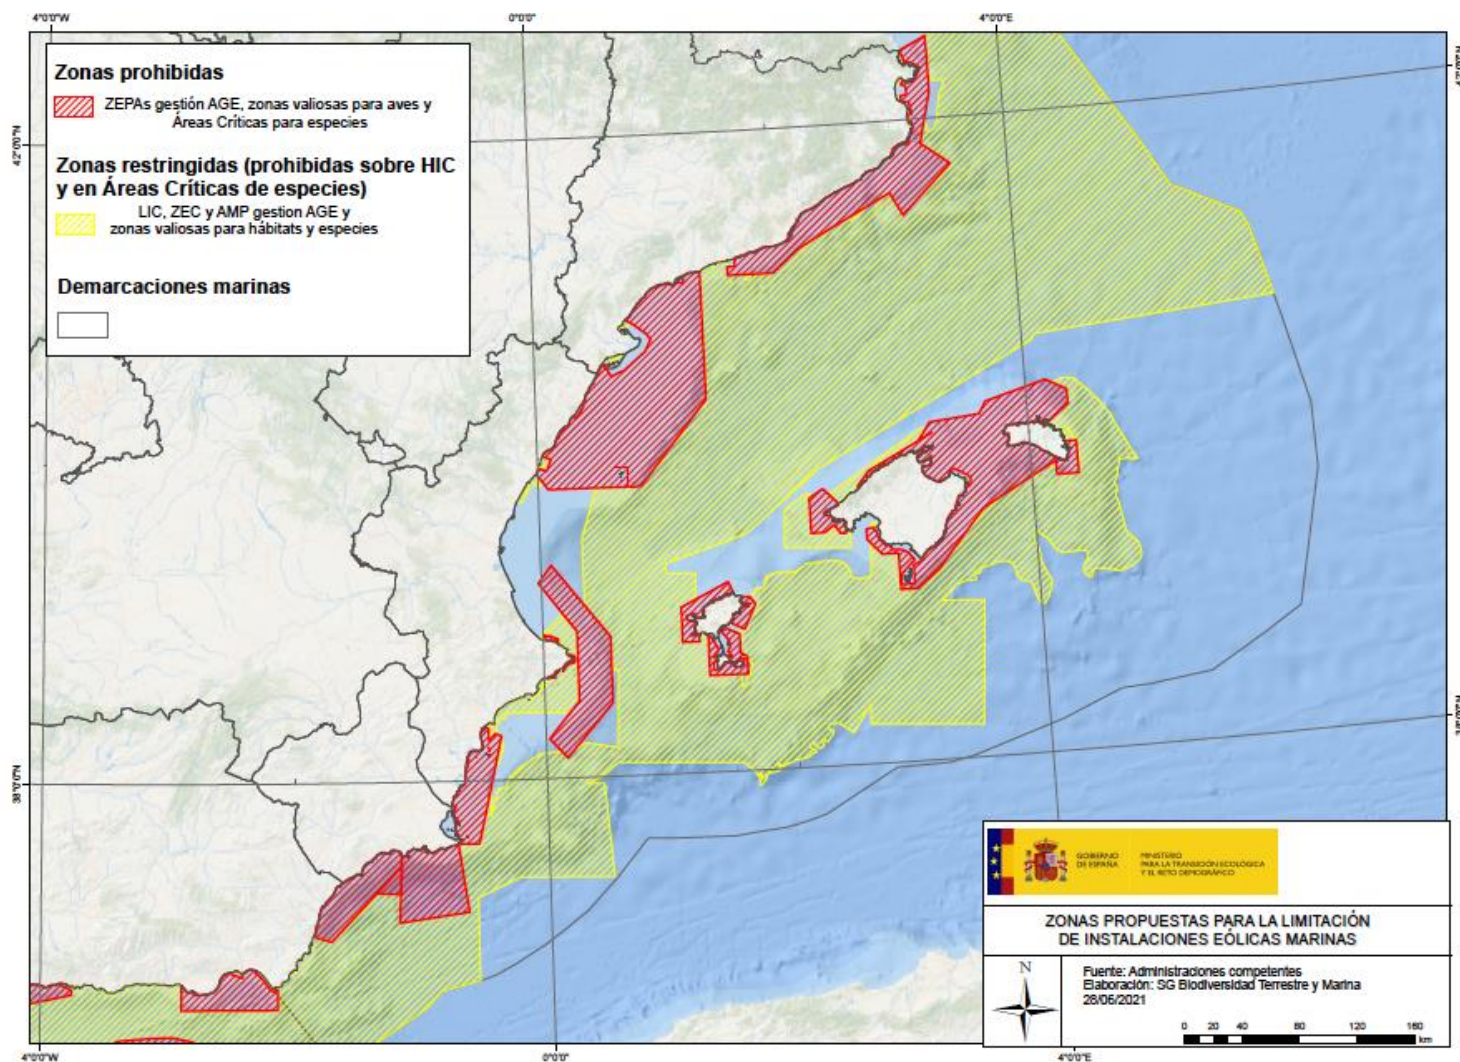 4°0'0"W
0°0'0"
4°0'0"E
Zonas prohibidas
ZEPAs gestión AGE, zonas valiosas para aves y
Áreas Críticas para especies
Zonas restringidas (prohibidas sobre HIC
y en Áreas Críticas de especies)
LIC, ZEC y AMP gestion AGE y
zonas valiosas para hábitats y especies
Demarcaciones marinas
42°0'0"N
38°0'0"N
38°0'0"N
GOBIERNO
DE ESPAÑA
MINISTERIO
PARA LA TRANSICIÓN ECOLÓGICA
Y EL RETO DEMOGRÁFICO
ZONAS PROPUESTAS PARA LA LIMITACIÓN
DE INSTALACIONES EÓLICAS MARINAS
N
Fuente: Administraciones competentes
Elaboración: SG Biodiversidad Terrestre y Marina
28/06/2021
0 20 40 80 120 160
km
4°0'0"W
0°0'0"
4°0'0"E